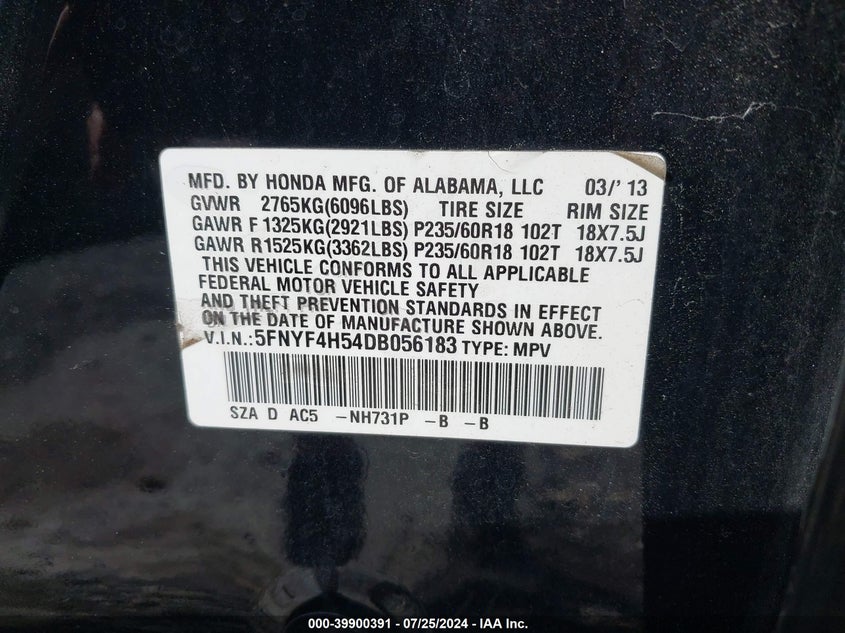 MFD. BY HONDA MFG. OF ALABAMA, LLC 03/'13
GVWR 2765KG(6096LBS) TIRE SIZE RIM SIZE
GAWR F 1325KG(2921LBS) P235/60R18 102T 18X7.5J
GAWR R1525KG(3362LBS) P235/60R18 102T 18X7.5J
THIS VEHICLE CONFORMS TO ALL APPLICABLE
FEDERAL MOTOR VEHICLE SAFETY
AND THEFT PREVENTION STANDARDS IN EFFECT
ON THE DATE OF MANUFACTURE SHOWN ABOVE.
V.I.N.:5FNYF4H54DB056183 TYPE: MPV
SZA D AC5 -NH731P -B -B
000-39900391 | 07/25/2024 - IAA Inc.